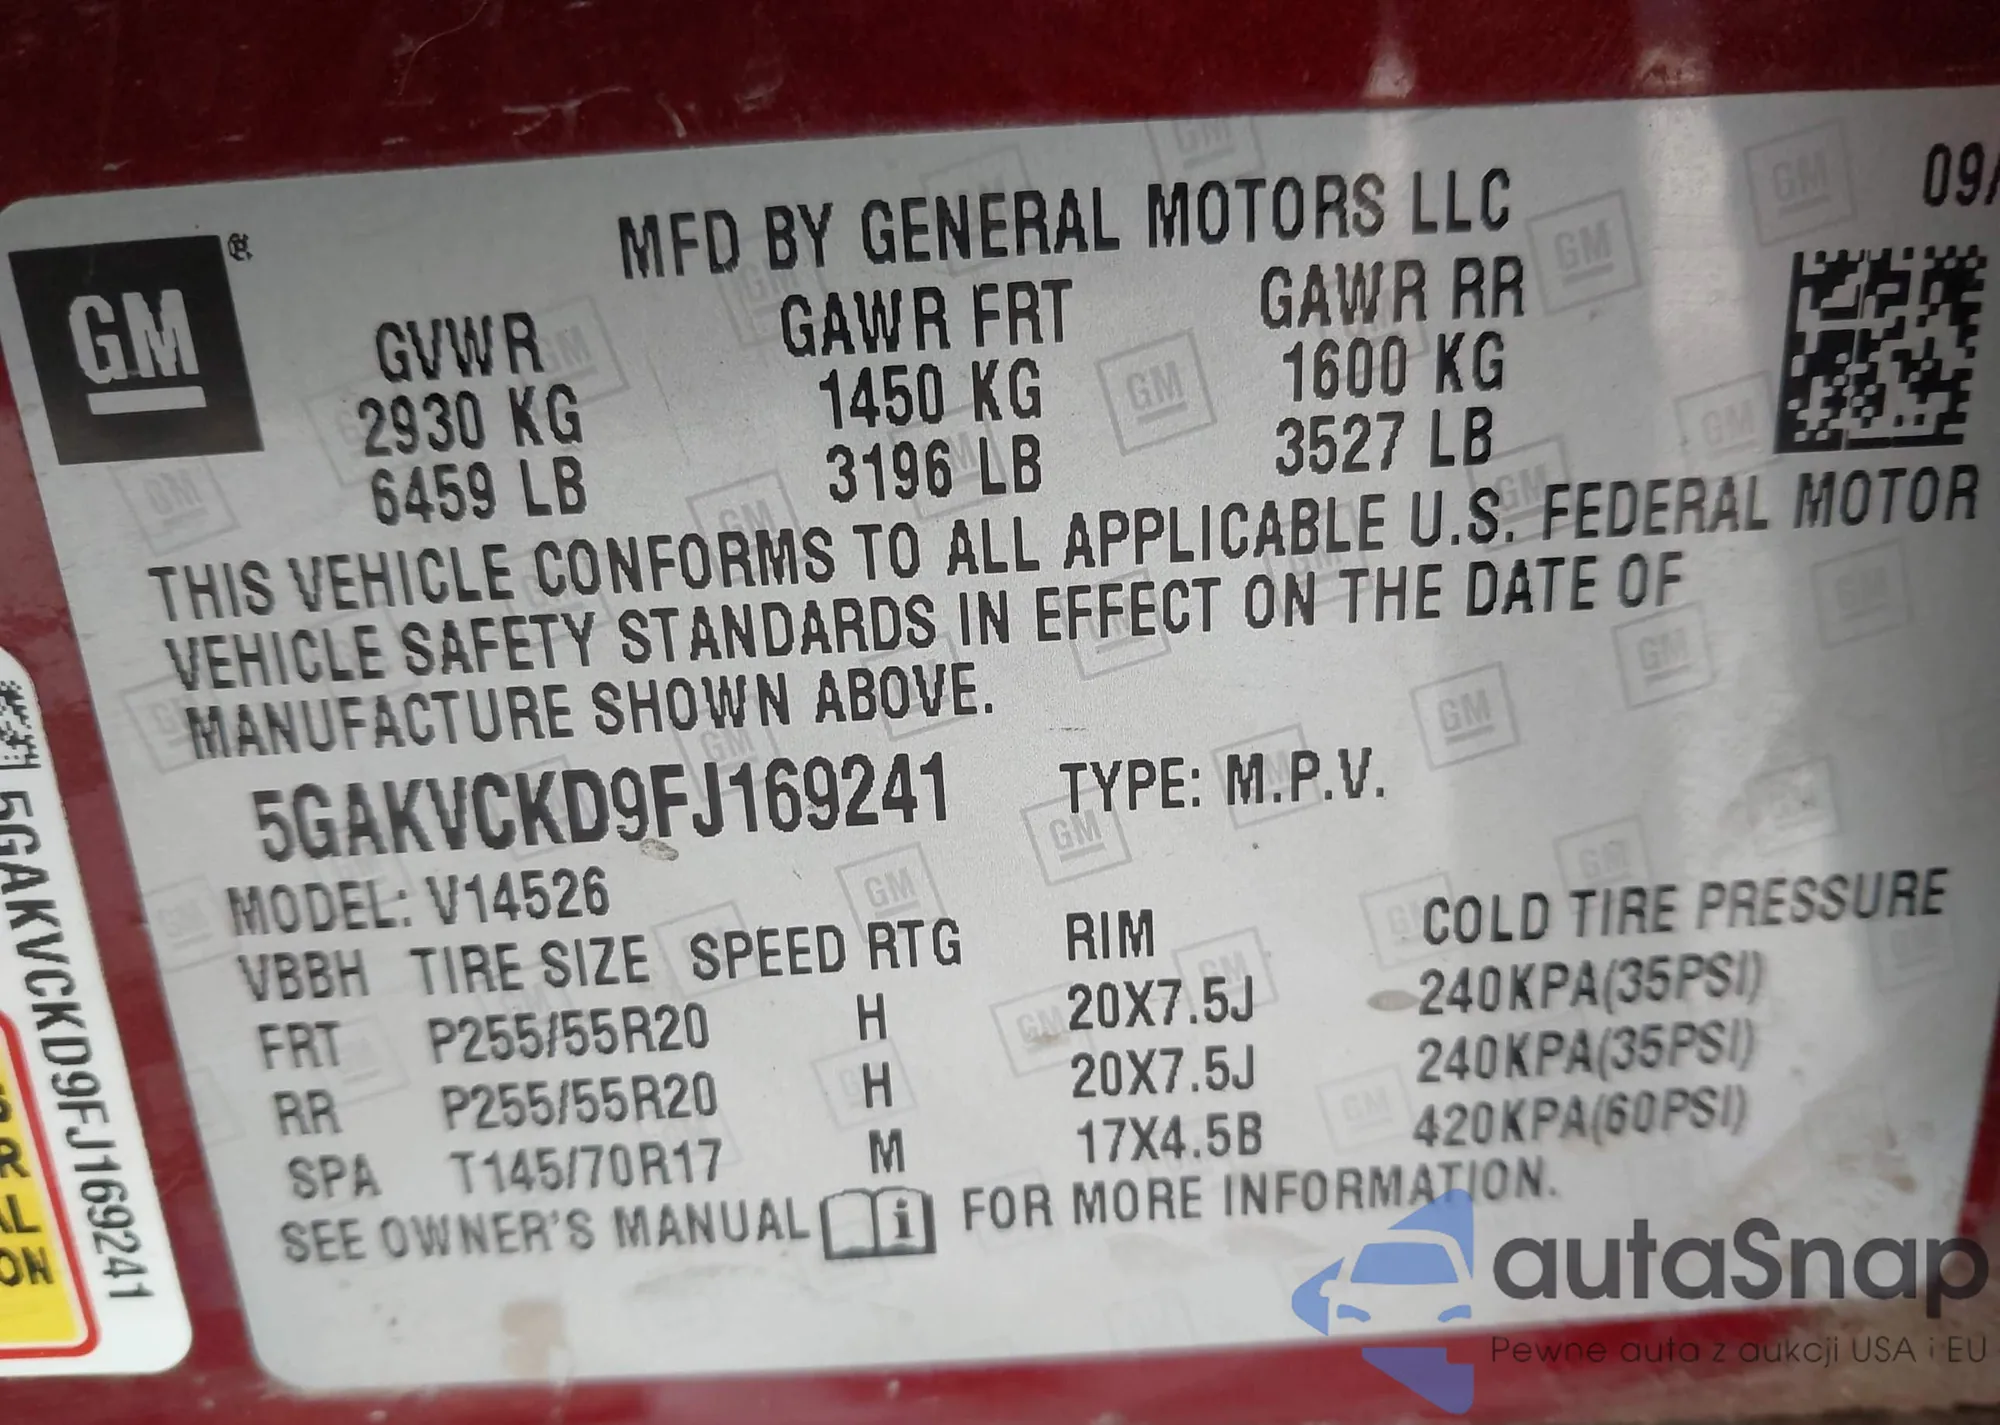 09/
MFD BY GENERAL MOTORS LLC
GM ®
GVWR GAWR FRT GAWR RR
2930 KG 1450 KG 1600 KG
6459 LB 3196 LB 3527 LB
THIS VEHICLE CONFORMS TO ALL APPLICABLE U.S. FEDERAL MOTOR
VEHICLE SAFETY STANDARDS IN EFFECT ON THE DATE OF
MANUFACTURE SHOWN ABOVE.
5GAKVCKD9FJ169241 TYPE: M.P.V.
MODEL: V14526
VBBH TIRE SIZE SPEED RTG RIM COLD TIRE PRESSURE
FRT P255/55R20 H 20X7.5J 240KPA(35PSI)
RR P255/55R20 H 20X7.5J 240KPA(35PSI)
SPA T145/70R17 M 17X4.5B 420KPA(60PSI)
SEE OWNER'S MANUAL i FOR MORE INFORMATION.
5GAKVCKD9FJ169241
autaSnap
Pewne auta z aukcji USA i EU